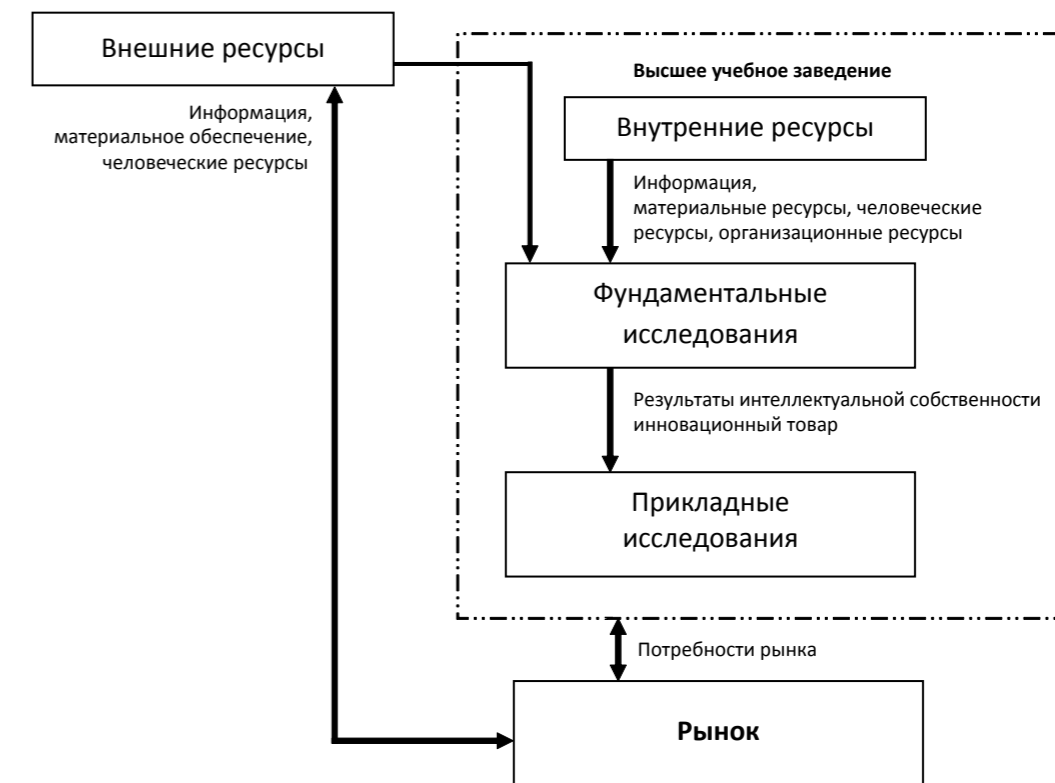 Внешние ресурсы
Информация,
материальное обеспечение,
человеческие ресурсы
Высшее учебное заведение
Внутренние ресурсы
Информация,
материальные ресурсы, человеческие
ресурсы, организационные ресурсы
Фундаментальные
исследования
Результаты интеллектуальной собственности
инновационный товар
Прикладные
исследования
Потребности рынка
Рынок